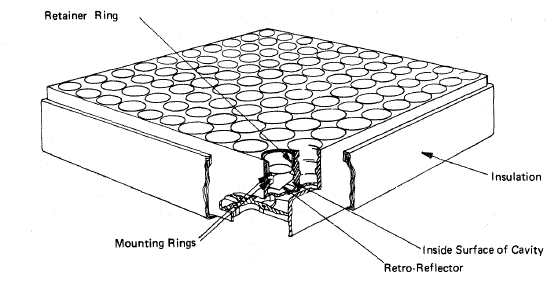 Retainer Ring
Insulation
Mounting Rings
Inside Surface of Cavity
Retro-Reflector